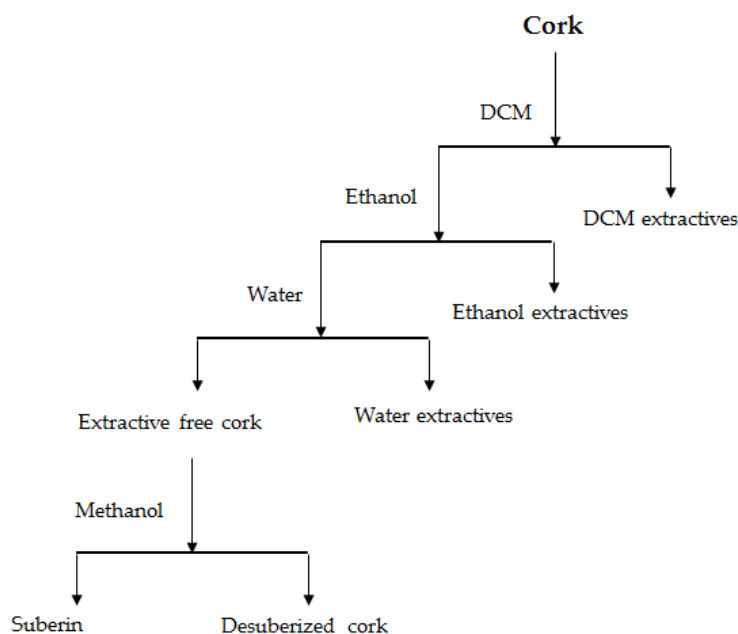 Cork
DCM
Ethanol
DCM extractives
Water
Ethanol extractives
Extractive free cork
Water extractives
Methanol
Suberin
Desuberized cork